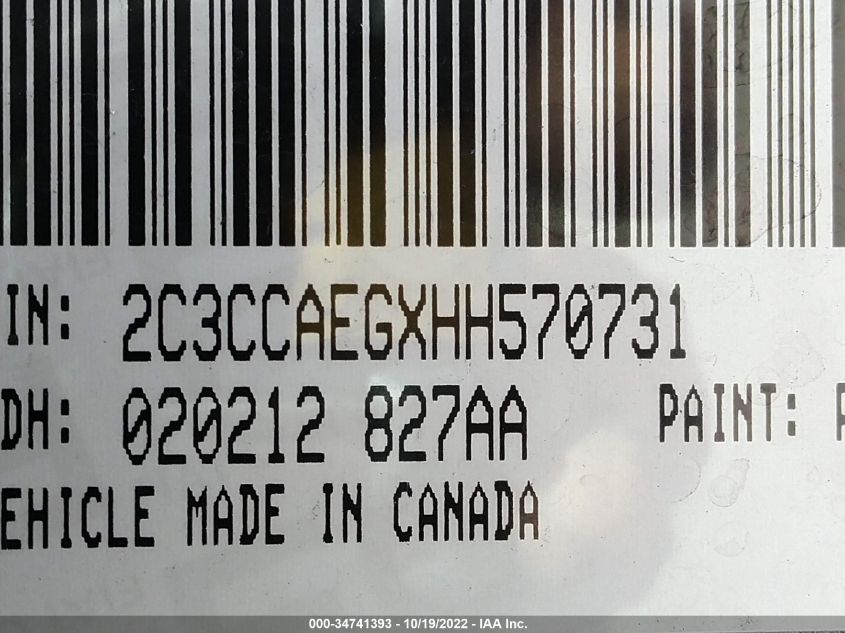 IN: 2C3CCAEGXHH570731
DH: 020212 827AA PAINT:
EHICLE MADE IN CANADA
000-34741393 - 10/19/2022 - IAA Inc.